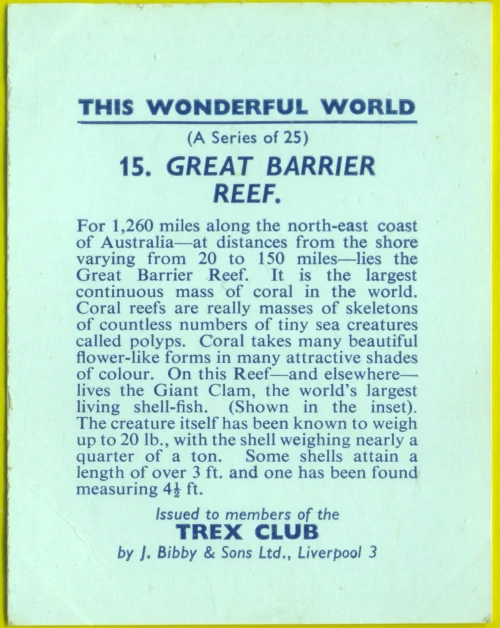 THIS WONDERFUL WORLD
(A Series of 25)
15. GREAT BARRIER
REEF.
For 1,260 miles along the north-east coast
of Australia—at distances from the shore
varying from 20 to 150 miles—lies the
Great Barrier Reef. It is the largest
continuous mass of coral in the world.
Coral reefs are really masses of skeletons
of countless numbers of tiny sea creatures
called polyps. Coral takes many beautiful
flower-like forms in many attractive shades
of colour. On this Reef—and elsewhere—
lives the Giant Clam, the world's largest
living shell-fish. (Shown in the inset).
The creature itself has been known to weigh
up to 20 lb., with the shell weighing nearly a
quarter of a ton. Some shells attain a
length of over 3 ft. and one has been found
measuring 4½ ft.
Issued to members of the
TREX CLUB
by J. Bibby & Sons Ltd., Liverpool 3